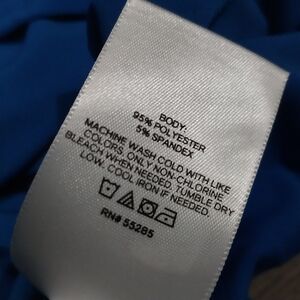 BODY:
95% POLYESTER
5% SPANDEX
MACHINE WASH COLD WITH LIKE
COLORS, ONLY NON-CHLORINE
BLEACH WHEN NEEDED. TUMBLE DRY
LOW. COOL IRON IF NEEDED.
RN# 55285